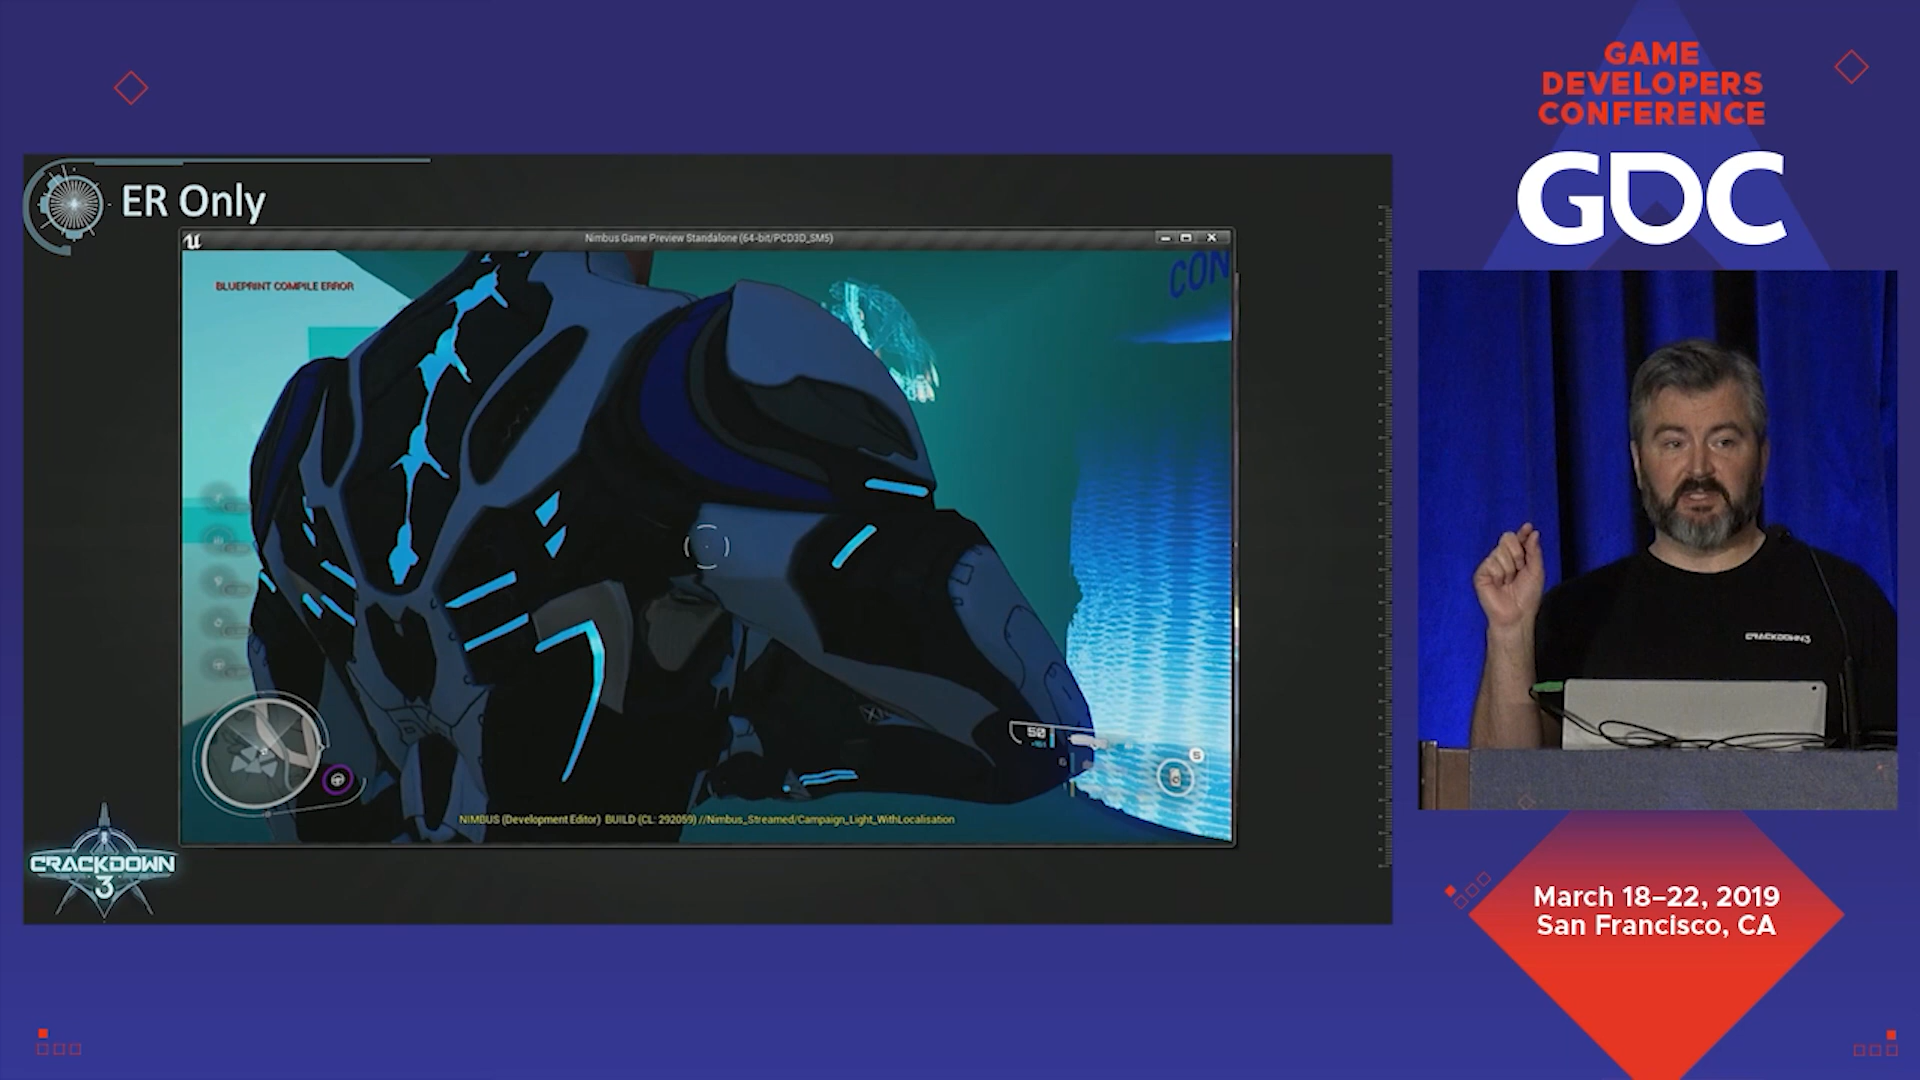 ER Only
Nimbus Game Preview Standalone (64-bit/PCD3D_SM5)
BLUEPRINT COMPILE ERROR
CON
50
5
NIMBUS (Development Editor) BUILD (CL: 292059) //Nimbus_Streamed/Campaign_Light_WithLocalisation
CRACKDOWN
3
GAME
DEVELOPERS
CONFERENCE
GDC
CRACKDOWN3
March 18–22, 2019
San Francisco, CA